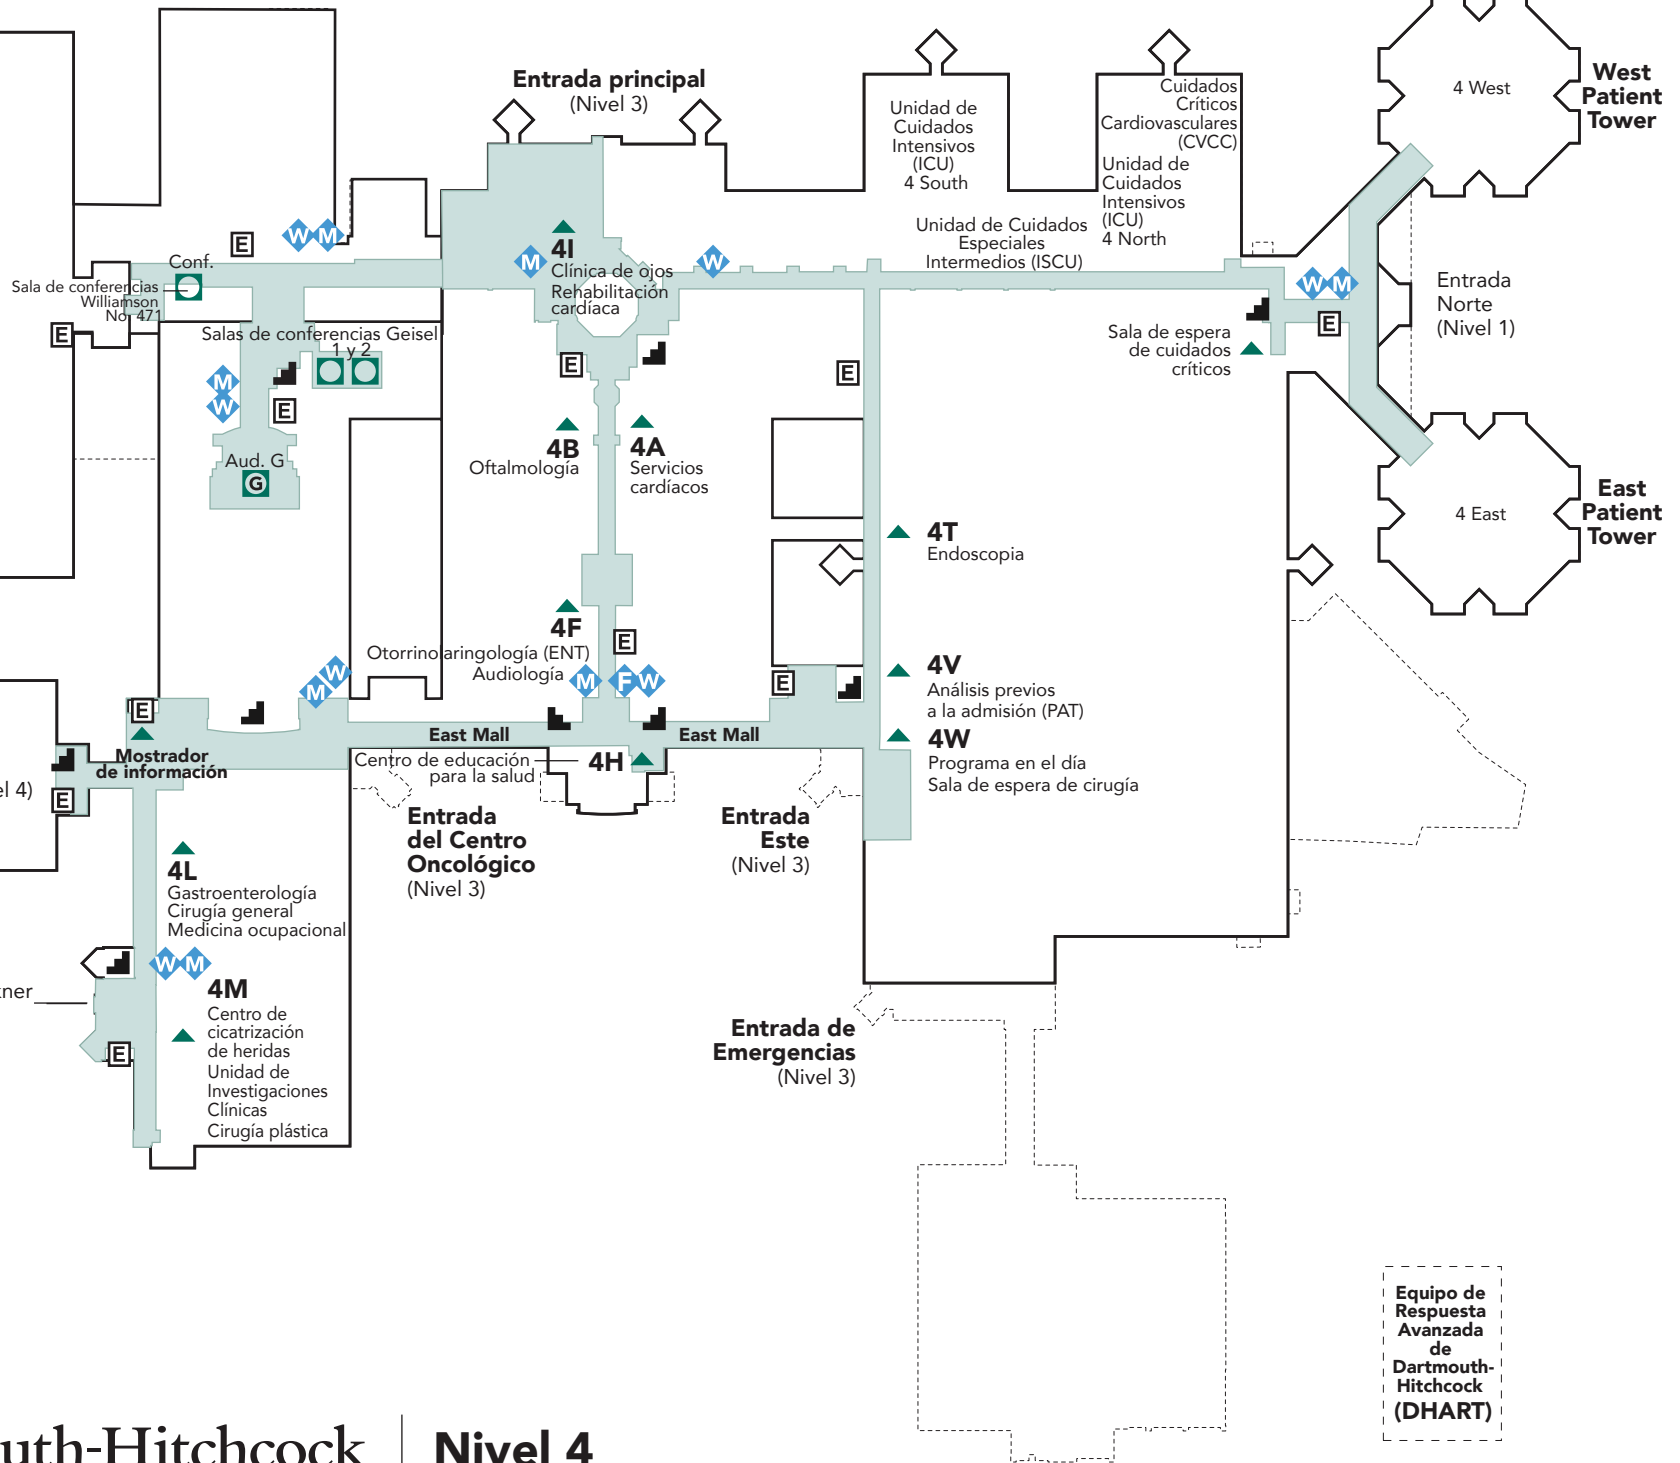 Entrada principal
(Nivel 3)
Unidad de
Cuidados
Intensivos
(ICU)
4 South
Cuidados
Críticos
Cardiovasculares
(CVCC)
Unidad de
Cuidados
Intensivos
(ICU)
4 North
4 West
West
Patient
Tower
Unidad de Cuidados
Especiales
Intermedios (ISCU)
E
W M
M
4I
Clínica de ojos
Rehabilitación
cardíaca
W
Conf.
Sala de conferencias
Williamson
No. 471
E
Salas de conferencias Geisel
1 y 2
W M
E
Entrada
Norte
(Nivel 1)
Sala de espera
de cuidados
críticos
M
W
E
E
E
Aud. G
G
4B
Oftalmología
4A
Servicios
cardíacos
4 East
East
Patient
Tower
4T
Endoscopia
4F
Otorrinolaringología (ENT)
Audiología
E
M
F W
M W
E
4V
Análisis previos
a la admisión (PAT)
E
Mostrador
de información
East Mall
East Mall
4W
Programa en el día
Sala de espera de cirugía
Centro de educación
para la salud
4H
el 4)
E
Entrada
del Centro
Oncológico
(Nivel 3)
Entrada
Este
(Nivel 3)
4L
Gastroenterología
Cirugía general
Medicina ocupacional
W M
4M
Centro de
cicatrización
de heridas
Unidad de
Investigaciones
Clínicas
Cirugía plástica
ner
E
Entrada de
Emergencias
(Nivel 3)
Equipo de
Respuesta
Avanzada
de
Dartmouth-
Hitchcock
(DHART)
uth-Hitchcock
Nivel 4